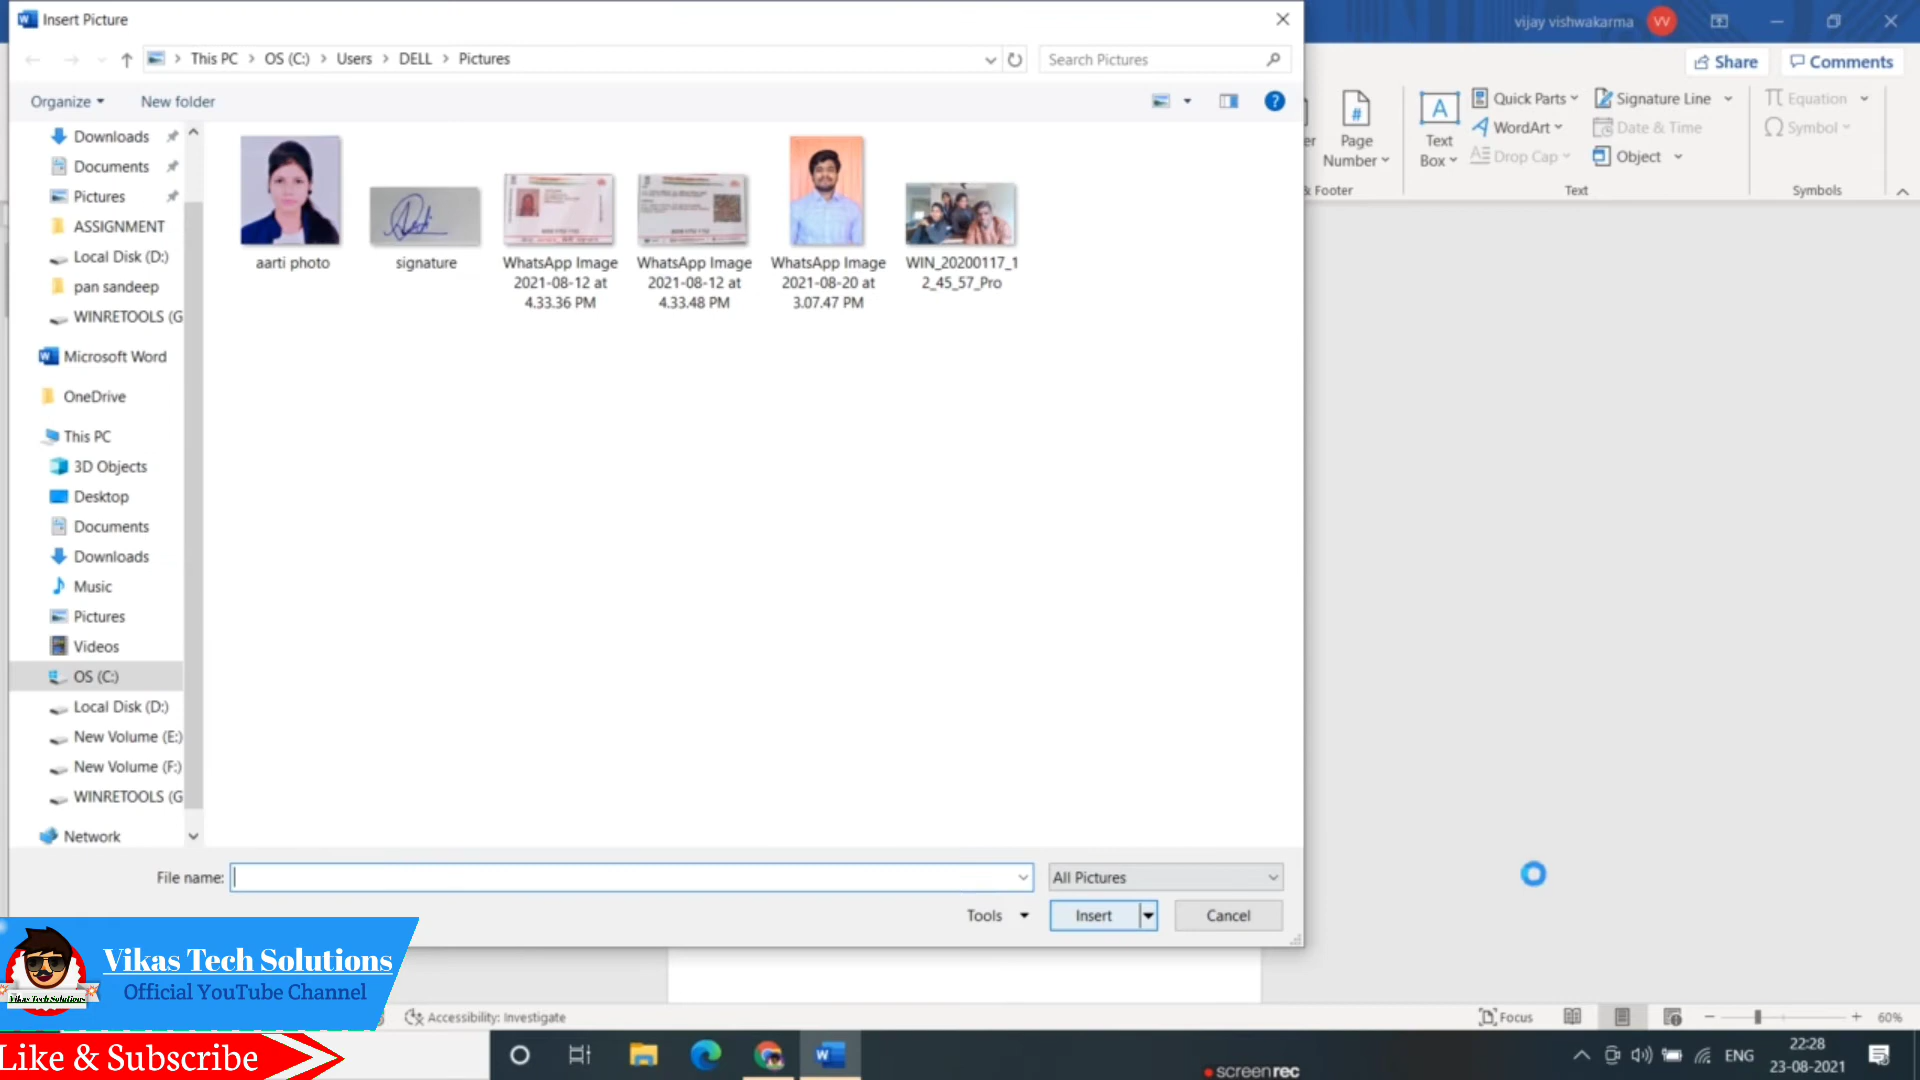 Insert Picture
vijay vishwakarma
VV
This PC > OS (C:) > Users > DELL > Pictures
Search Pictures
Share
Comments
Organize
New folder
?
Page
Number
& Footer
Text
Box
Quick Parts
WordArt
Drop Cap
Signature Line
Date & Time
Object
Text
Equation
Symbol
Symbols
Downloads
Documents
Pictures
ASSIGNMENT
Local Disk (D:)
pan sandeep
WINRETOOLS (G
Microsoft Word
OneDrive
This PC
3D Objects
Desktop
Documents
Downloads
Music
Pictures
Videos
OS (C:)
Local Disk (D:)
New Volume (E:)
New Volume (F:)
WINRETOOLS (G
Network
aarti photo
signature
WhatsApp Image
2021-08-12 at
4.33.36 PM
WhatsApp Image
2021-08-12 at
4.33.48 PM
WhatsApp Image
2021-08-20 at
3.07.47 PM
WIN_20200117_1
2_45_57_Pro
File name:
All Pictures
Tools
Insert
Cancel
Vikas Tech Solutions
Official YouTube Channel
Vikas Tech Solutions
Like & Subscribe
Accessibility: Investigate
Focus
60%
ENG
22:28
23-08-2021
screenrec